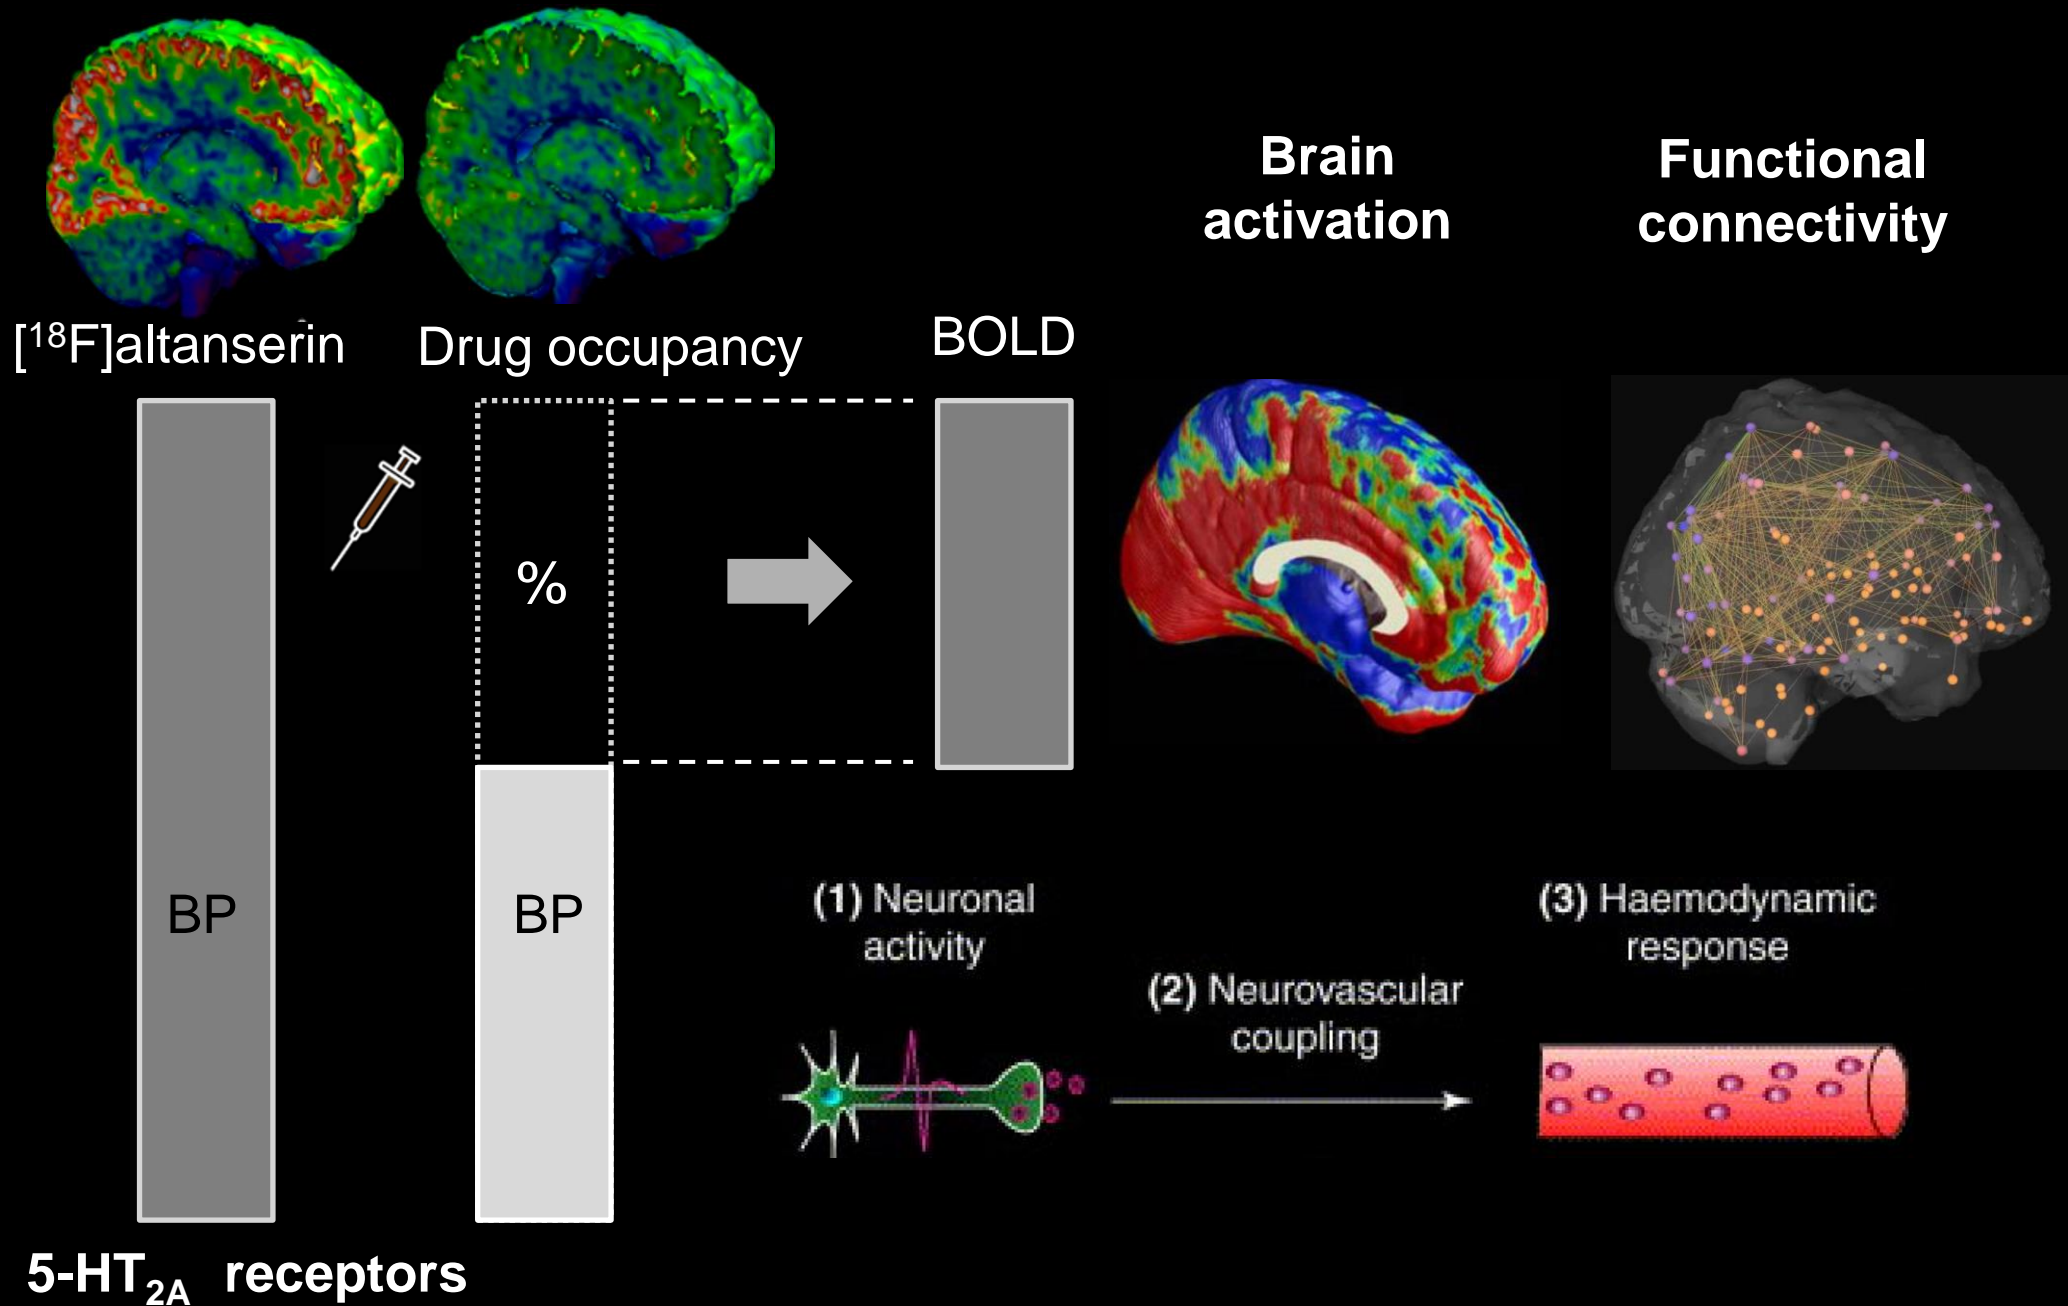 Brain
activation
Functional
connectivity
[¹⁸F]altanserin
Drug occupancy
BOLD
%
BP
BP
(1) Neuronal
activity
(2) Neurovascular
coupling
(3) Haemodynamic
response
5-HT₂A receptors